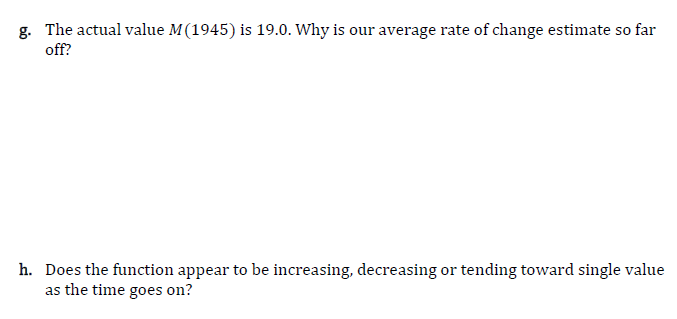 g. The actual value M(1945) is 19.0. Why is our average rate of change estimate so far
off?
h. Does the function appear to be increasing, decreasing or tending toward single value
as the time goes on?